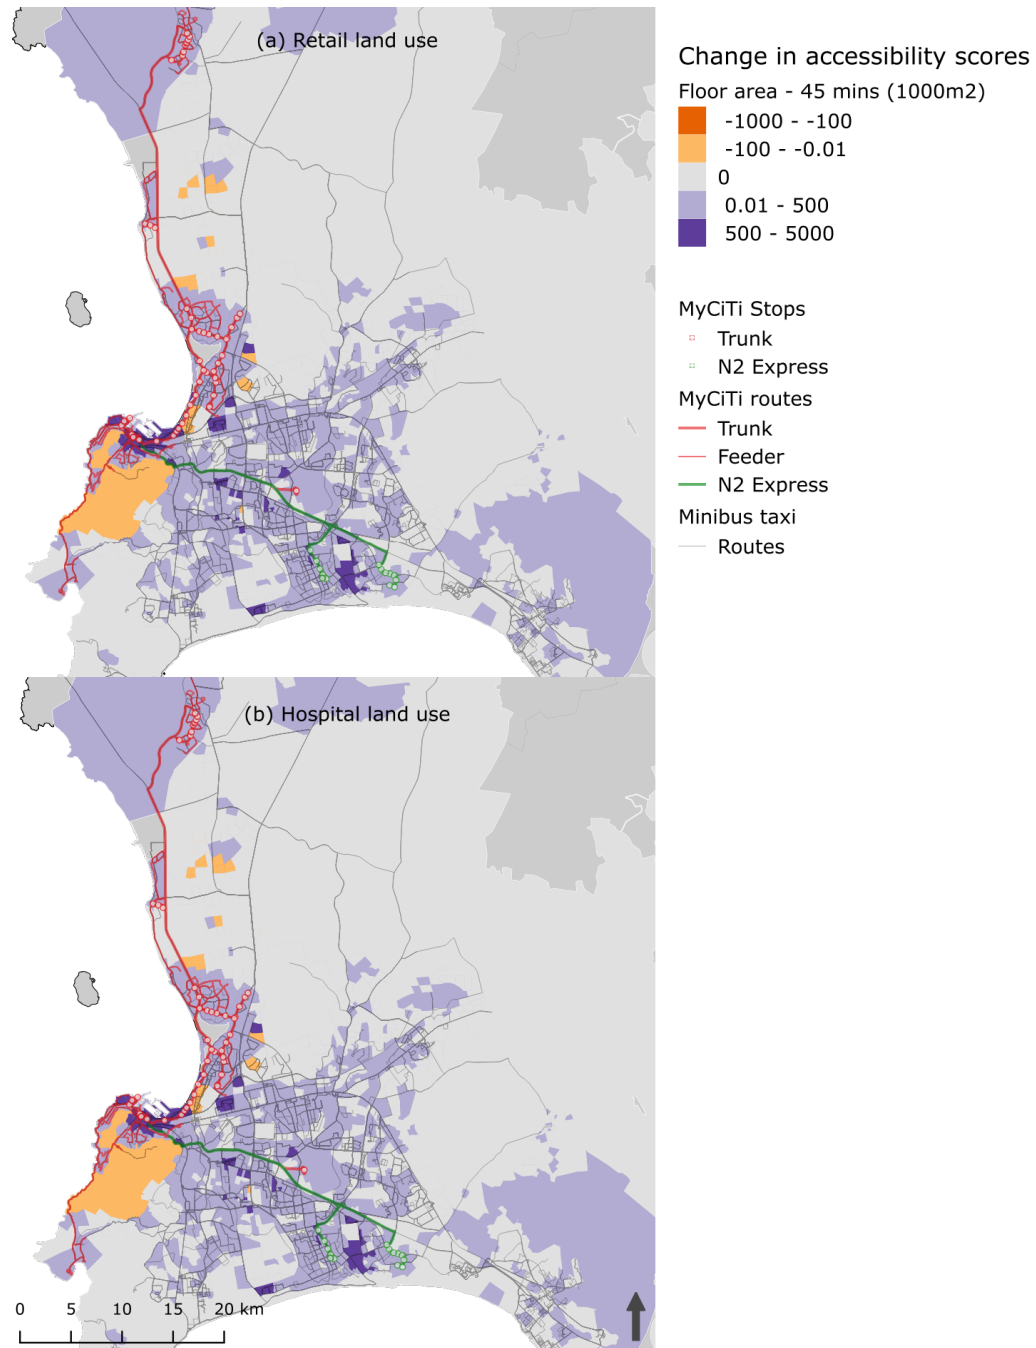 (a) Retail land use
Change in accessibility scores
Floor area - 45 mins (1000m2)
-1000 - -100
-100 - -0.01
0
0.01 - 500
500 - 5000
MyCiTi Stops
Trunk
N2 Express
MyCiTi routes
Trunk
Feeder
N2 Express
Minibus taxi
Routes
(b) Hospital land use
0 5 10 15 20 km